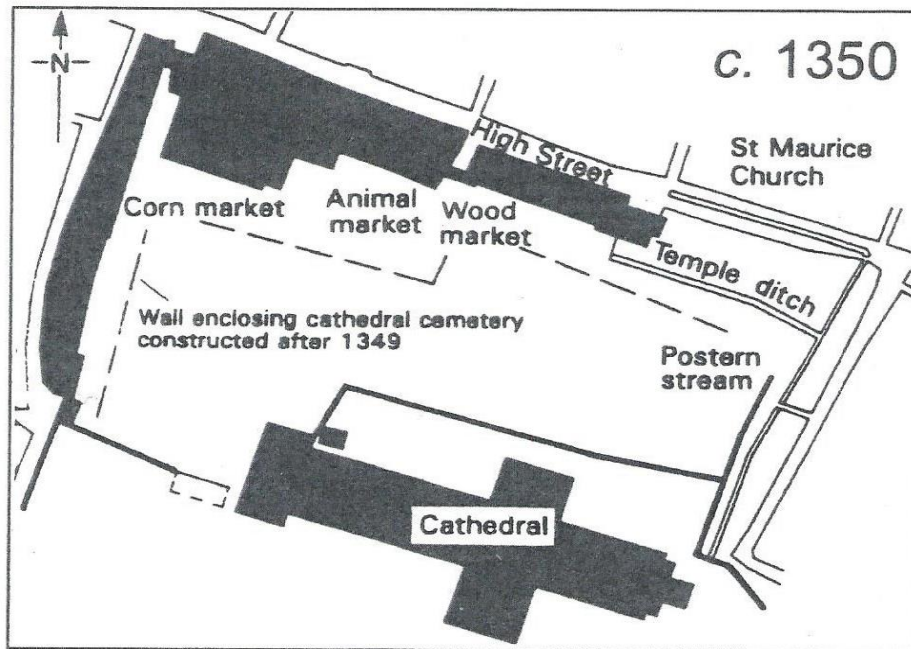 c. 1350
N
High Street
St Maurice
Church
Corn market
Animal
market
Wood
market
Temple ditch
Wall enclosing cathedral cemetery
constructed after 1349
Postern
stream
Cathedral